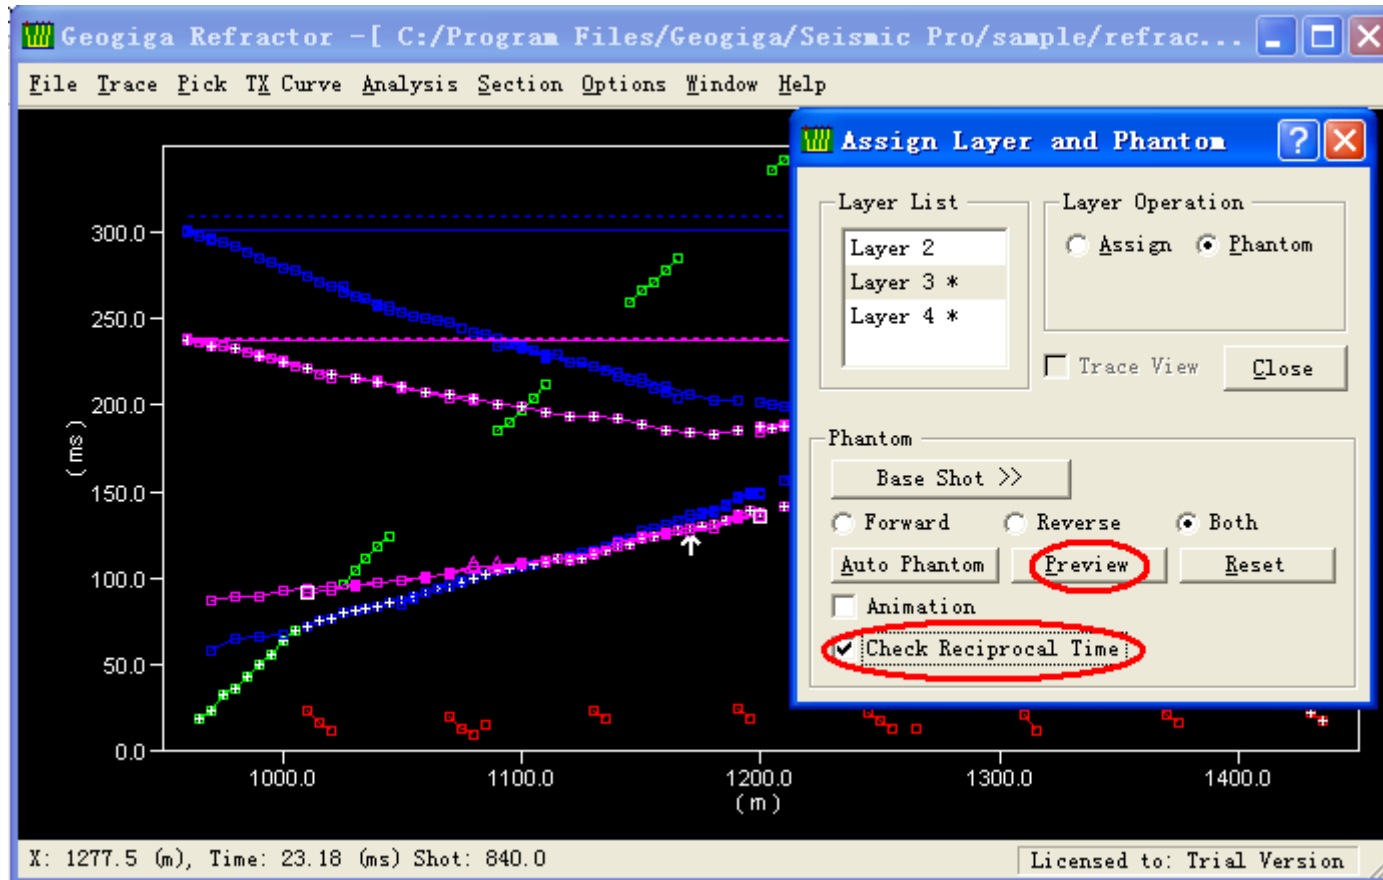 Geogiga Refractor -[ C:/Program Files/Geogiga/Seismic Pro/sample/refrac...
File Trace Pick TX Curve Analysis Section Options Window Help
Assign Layer and Phantom
Layer List
Layer 2
Layer 3 *
Layer 4 *
Layer Operation
Assign Phantom
Trace View Close
Phantom
Base Shot >>
Forward Reverse Both
Auto Phantom Preview Reset
Animation
Check Reciprocal Time
300.0
250.0
200.0
(ms)
150.0
100.0
50.0
0.0
1000.0 1100.0 1200.0 1300.0 1400.0
(m)
X: 1277.5 (m), Time: 23.18 (ms) Shot: 840.0
Licensed to: Trial Version